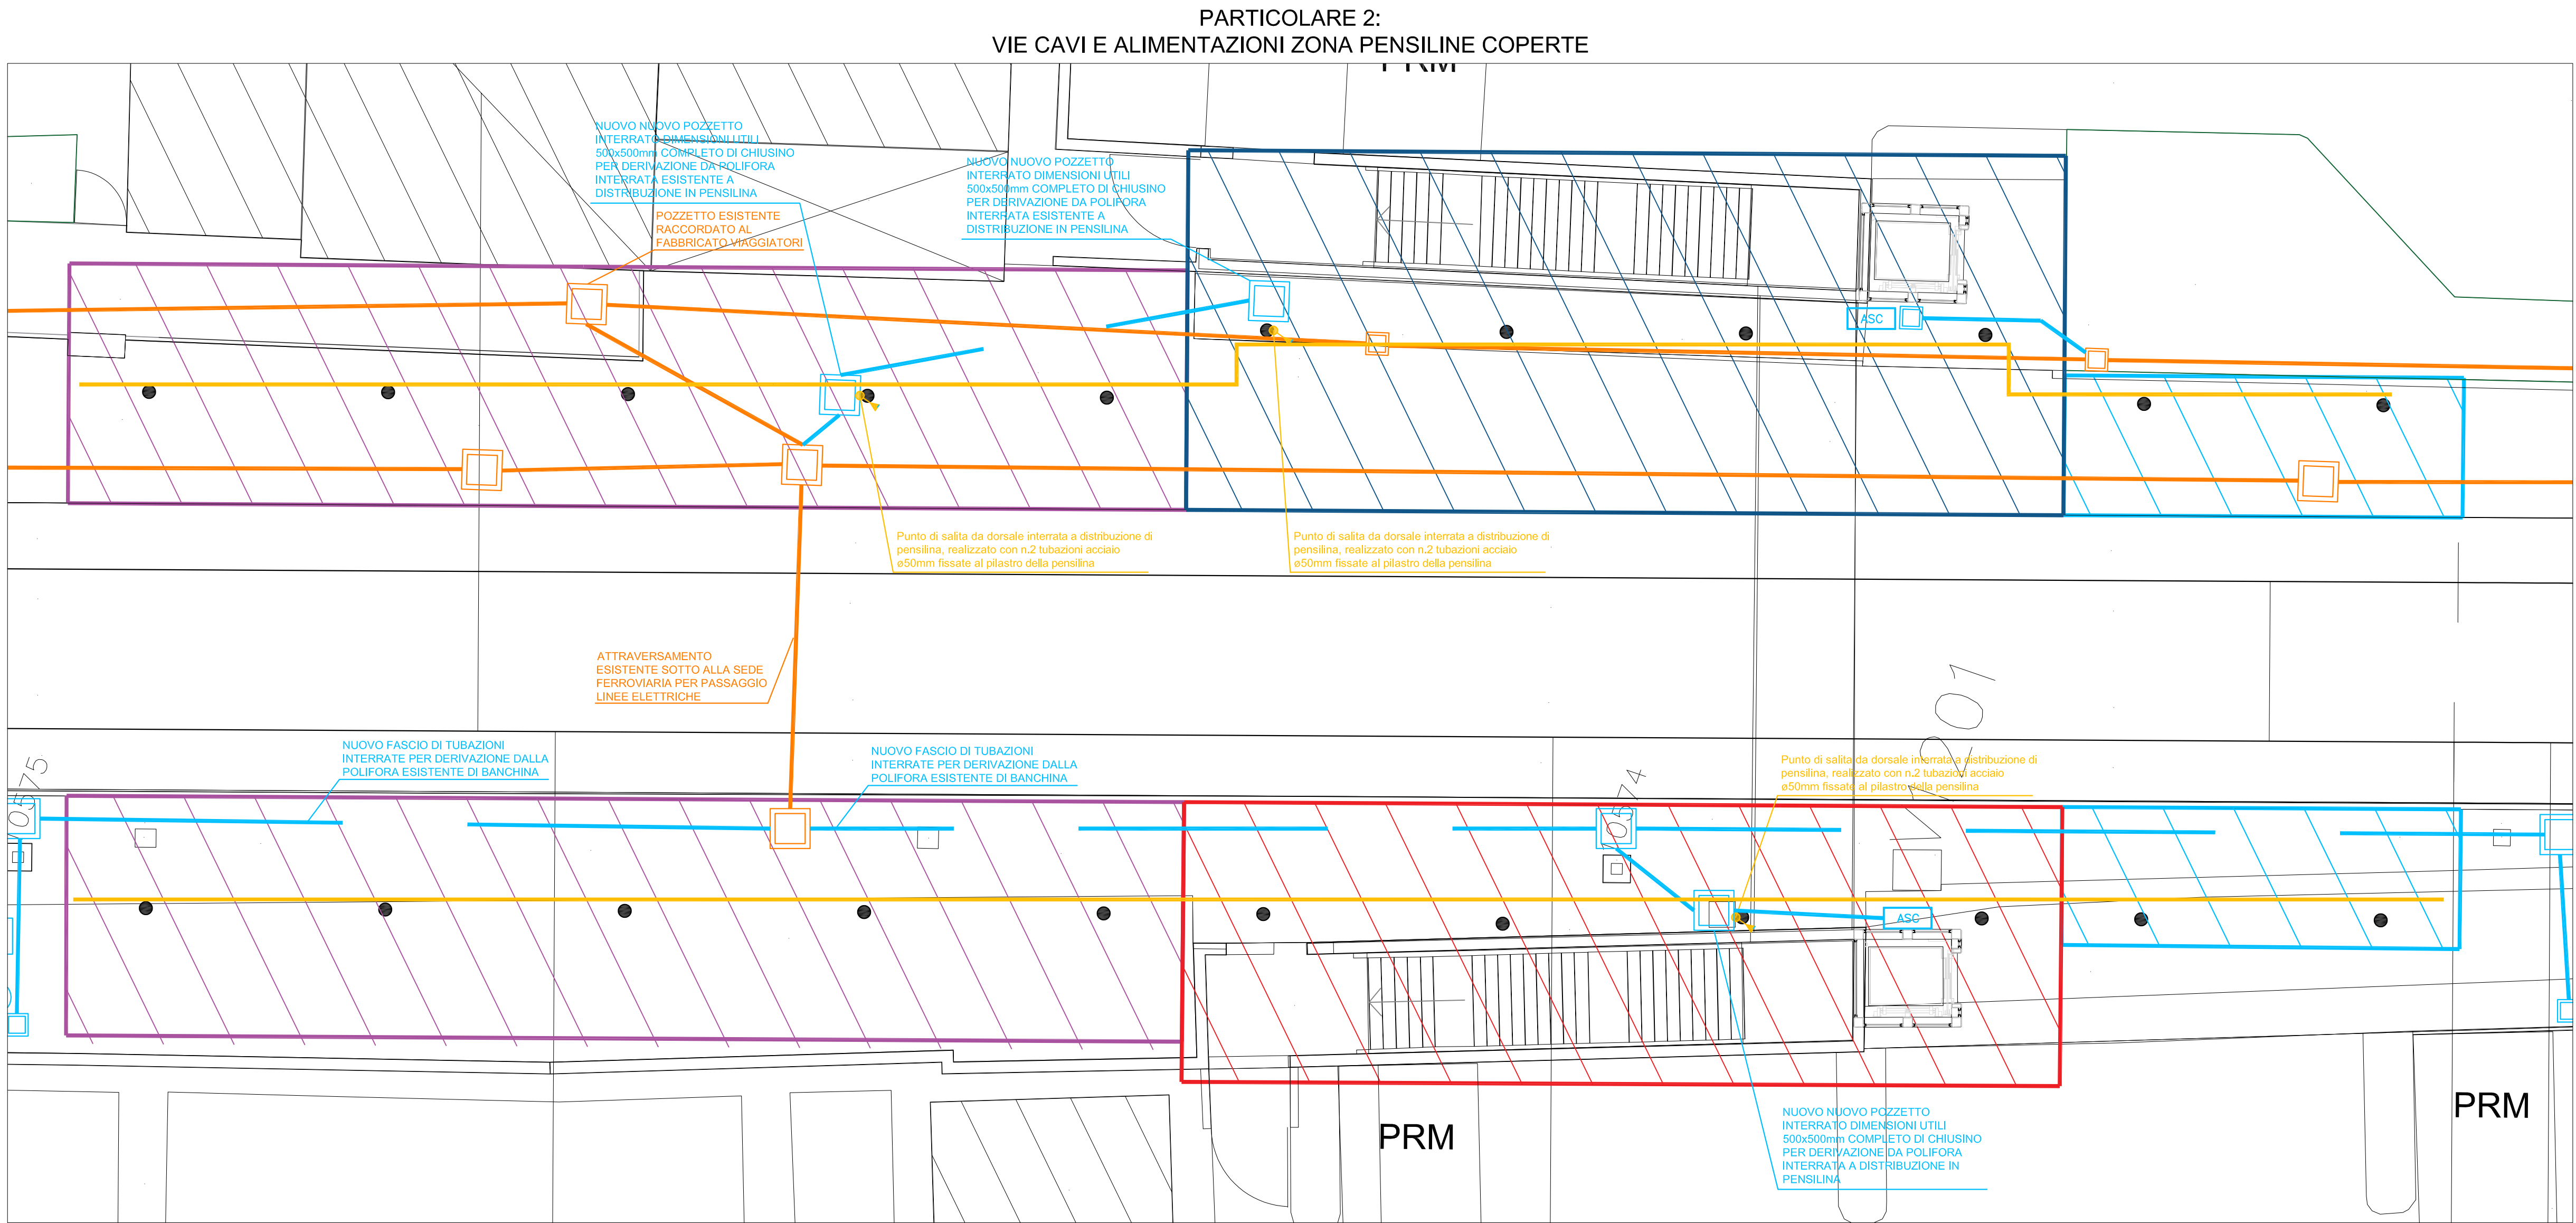 PARTICOLARE 2:
VIE CAVI E ALIMENTAZIONI ZONA PENSILINE COPERTE
PRM
NUOVO NUOVO POZZETTO
INTERRATO DIMENSIONI UTILI
500x500mm COMPLETO DI CHIUSINO
PER DERIVAZIONE DA POLIFORA
INTERRATA ESISTENTE A
DISTRIBUZIONE IN PENSILINA
POZZETTO ESISTENTE
RACCORDATO AL
FABBRICATO VIAGGIATORI
NUOVO NUOVO POZZETTO
INTERRATO DIMENSIONI UTILI
500x500mm COMPLETO DI CHIUSINO
PER DERIVAZIONE DA POLIFORA
INTERRATA ESISTENTE A
DISTRIBUZIONE IN PENSILINA
ASC
Punto di salita da dorsale interrata a distribuzione di
pensilina, realizzato con n.2 tubazioni acciaio
ø50mm fissate al pilastro della pensilina
Punto di salita da dorsale interrata a distribuzione di
pensilina, realizzato con n.2 tubazioni acciaio
ø50mm fissate al pilastro della pensilina
ATTRAVERSAMENTO
ESISTENTE SOTTO ALLA SEDE
FERROVIARIA PER PASSAGGIO
LINEE ELETTRICHE
NUOVO FASCIO DI TUBAZIONI
INTERRATE PER DERIVAZIONE DALLA
POLIFORA ESISTENTE DI BANCHINA
NUOVO FASCIO DI TUBAZIONI
INTERRATE PER DERIVAZIONE DALLA
POLIFORA ESISTENTE DI BANCHINA
Punto di salita da dorsale interrata a distribuzione di
pensilina, realizzato con n.2 tubazioni acciaio
ø50mm fissate al pilastro della pensilina
0575
0574
ASC
NUOVO NUOVO POZZETTO
INTERRATO DIMENSIONI UTILI
500x500mm COMPLETO DI CHIUSINO
PER DERIVAZIONE DA POLIFORA
INTERRATA A DISTRIBUZIONE IN
PENSILINA
PRM
PRM